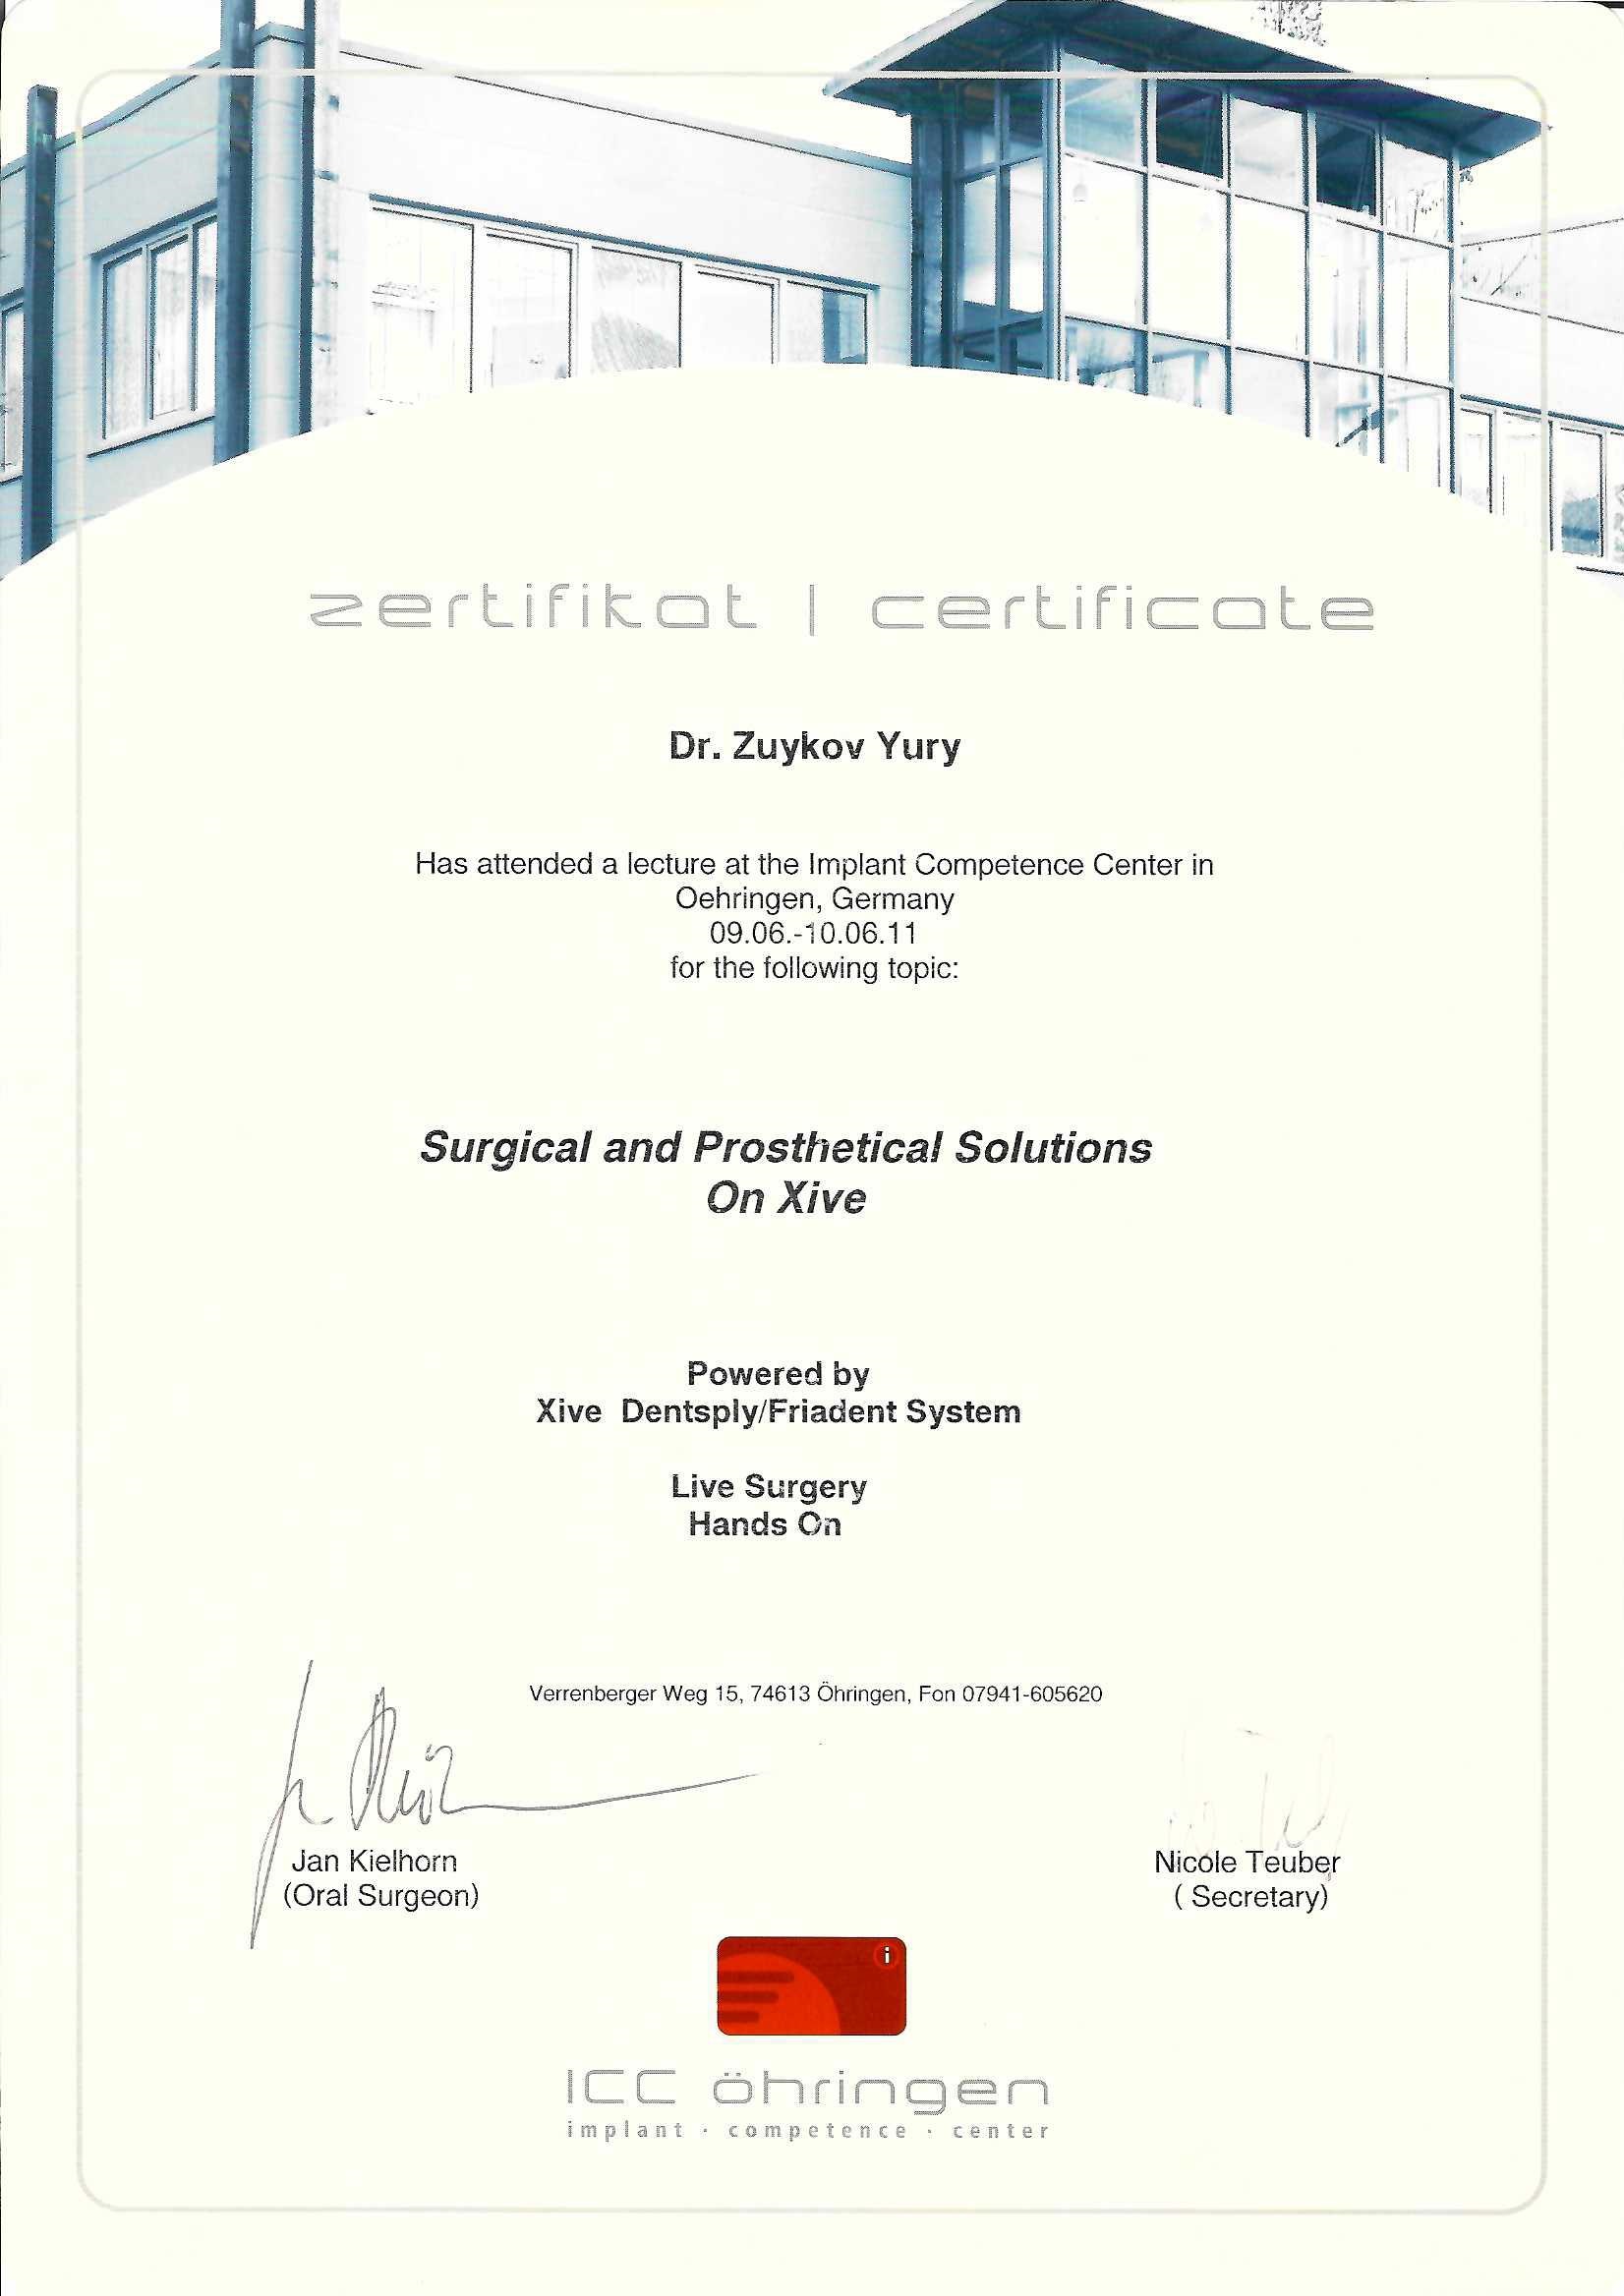 zertifikat | certificate
Dr. Zuykov Yury
Has attended a lecture at the Implant Competence Center in
Oehringen, Germany
09.06.-10.06.11
for the following topic:
Surgical and Prosthetical Solutions
On Xive
Powered by
Xive Dentsply/Friadent System
Live Surgery
Hands On
Verrenberger Weg 15, 74613 Öhringen, Fon 07941-605620
Jan Kielhorn
(Oral Surgeon)
Nicole Teuber
( Secretary)
i
ICC öhringen
implant · competence · center